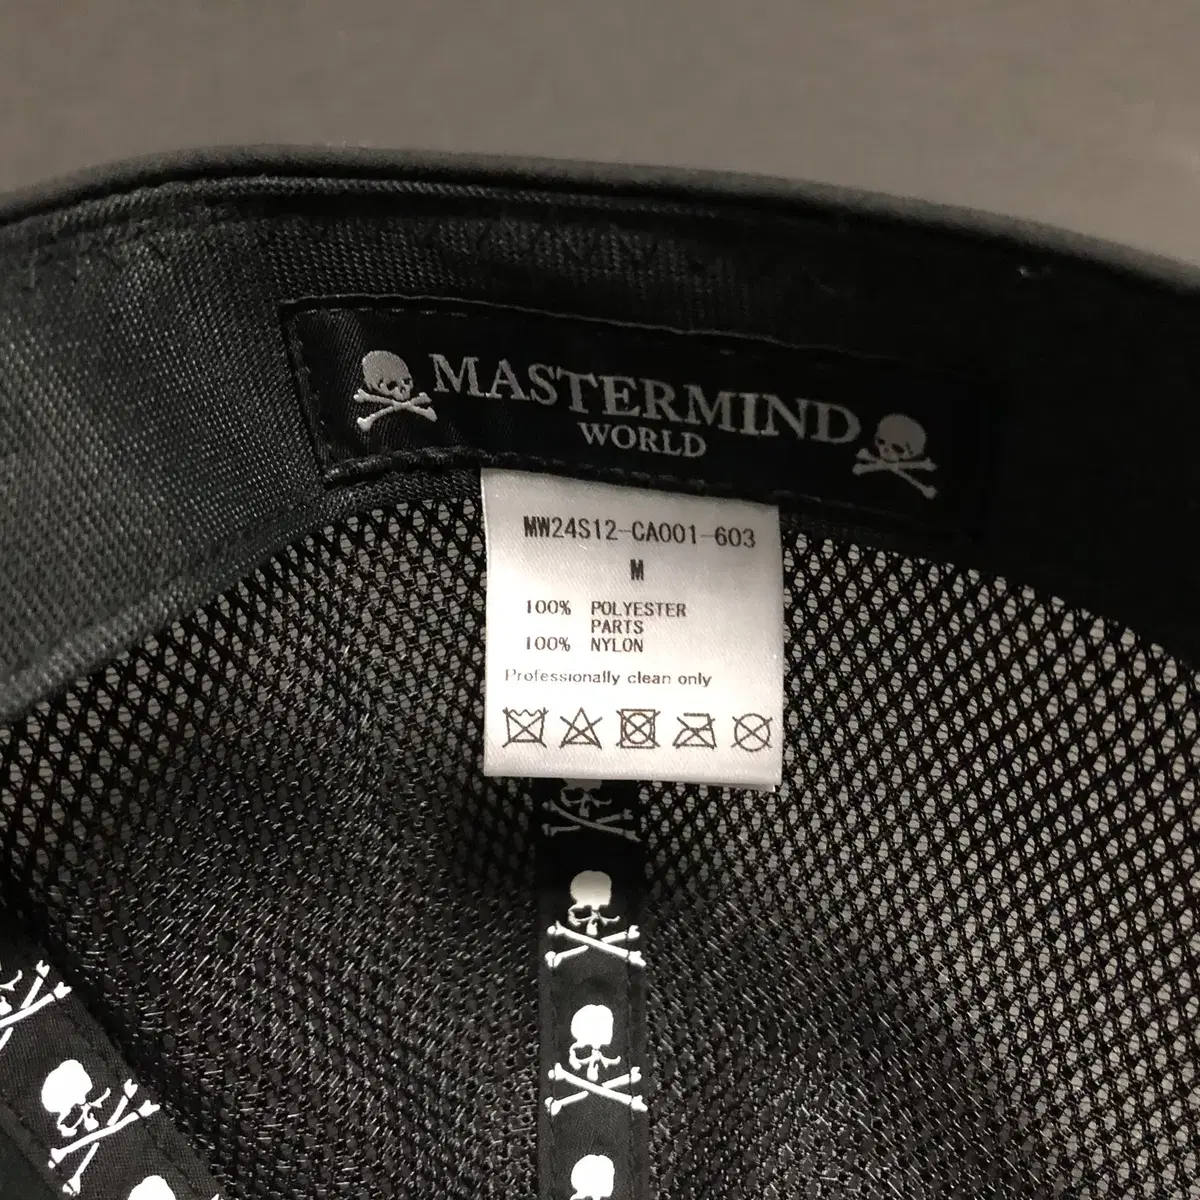 MASTERMIND
WORLD
MW24S12-CA001-603
M
100% POLYESTER
PARTS
100% NYLON
Professionally clean only